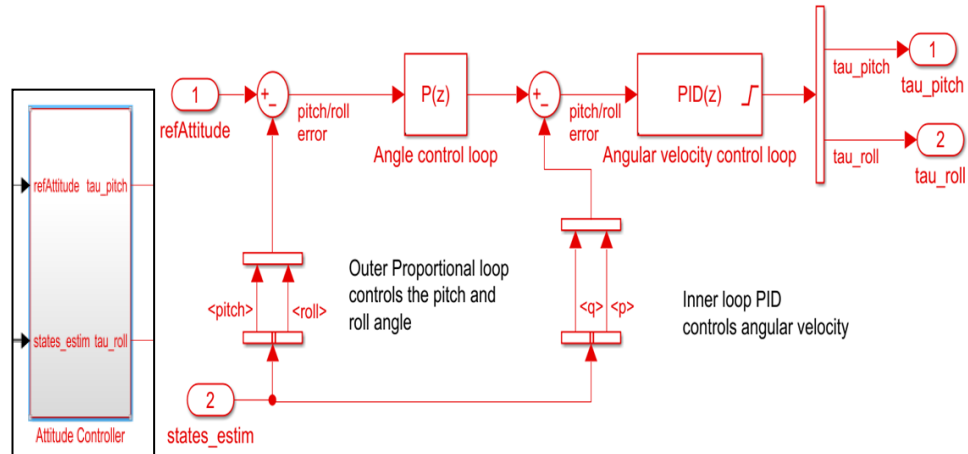 refAttitude tau_pitch
states_estim tau_roll
Attitude Controller
1
refAttitude
+
−
pitch/roll
error
P(z)
Angle control loop
+
−
pitch/roll
error
PID(z)
Angular velocity control loop
tau_pitch
1
tau_pitch
tau_roll
2
tau_roll
<pitch>
<roll>
Outer Proportional loop
controls the pitch and
roll angle
<q>
<p>
Inner loop PID
controls angular velocity
2
states_estim